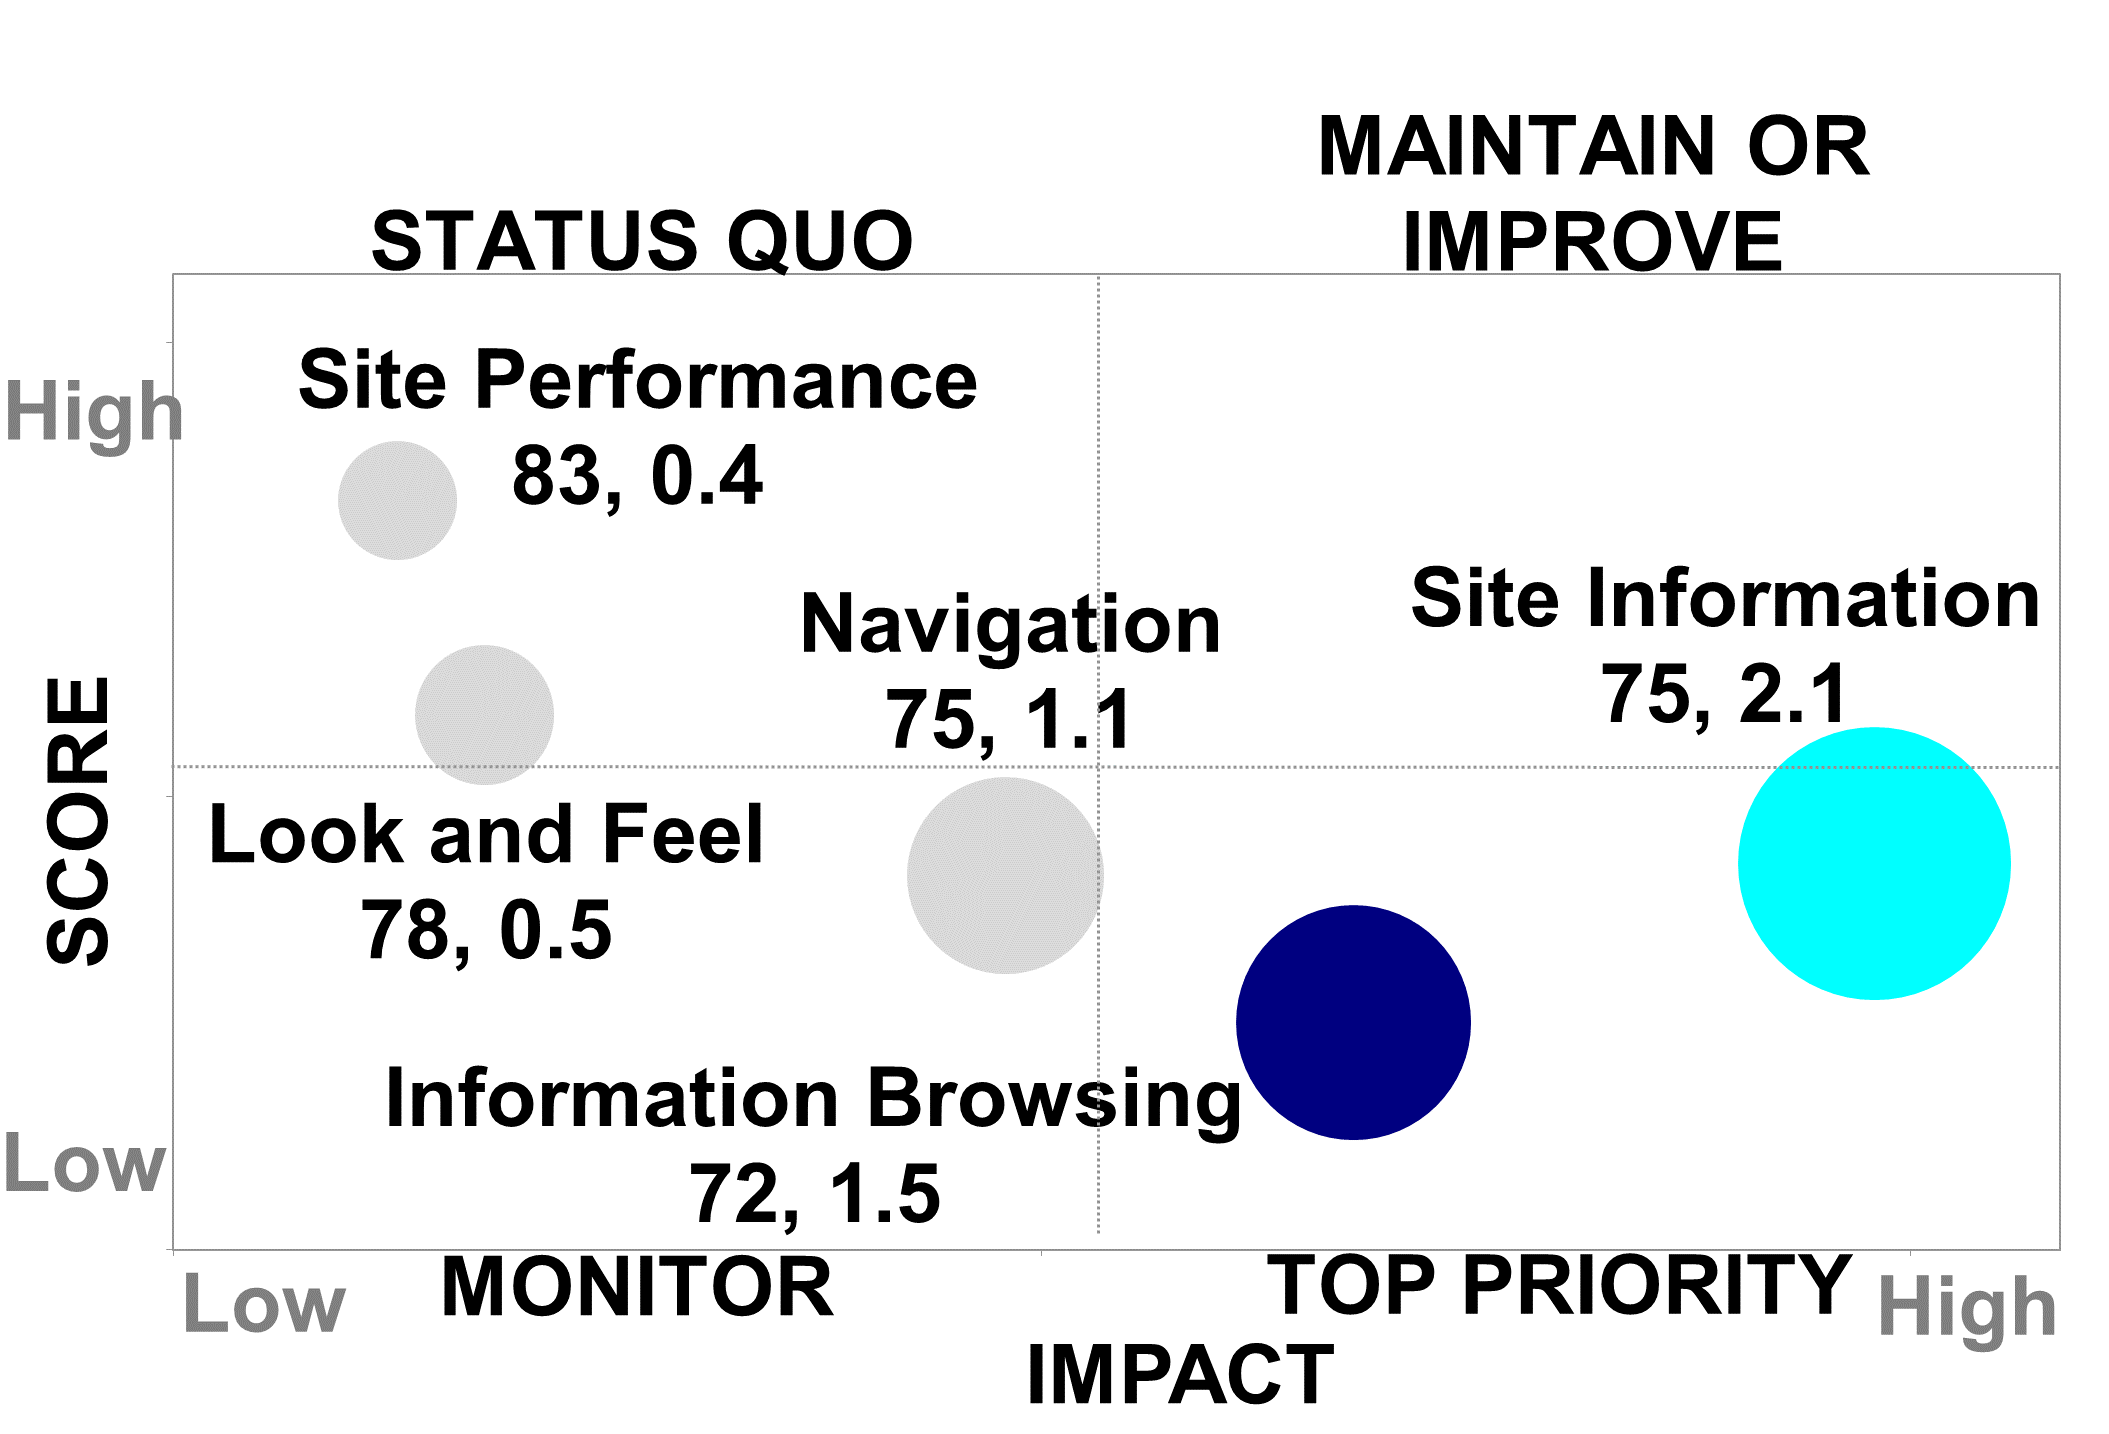 MAINTAIN OR
IMPROVE
STATUS QUO
High
Site Performance
83, 0.4
Navigation
75, 1.1
Site Information
75, 2.1
SCORE
Look and Feel
78, 0.5
Information Browsing
72, 1.5
Low
Low
MONITOR
TOP PRIORITY
High
IMPACT